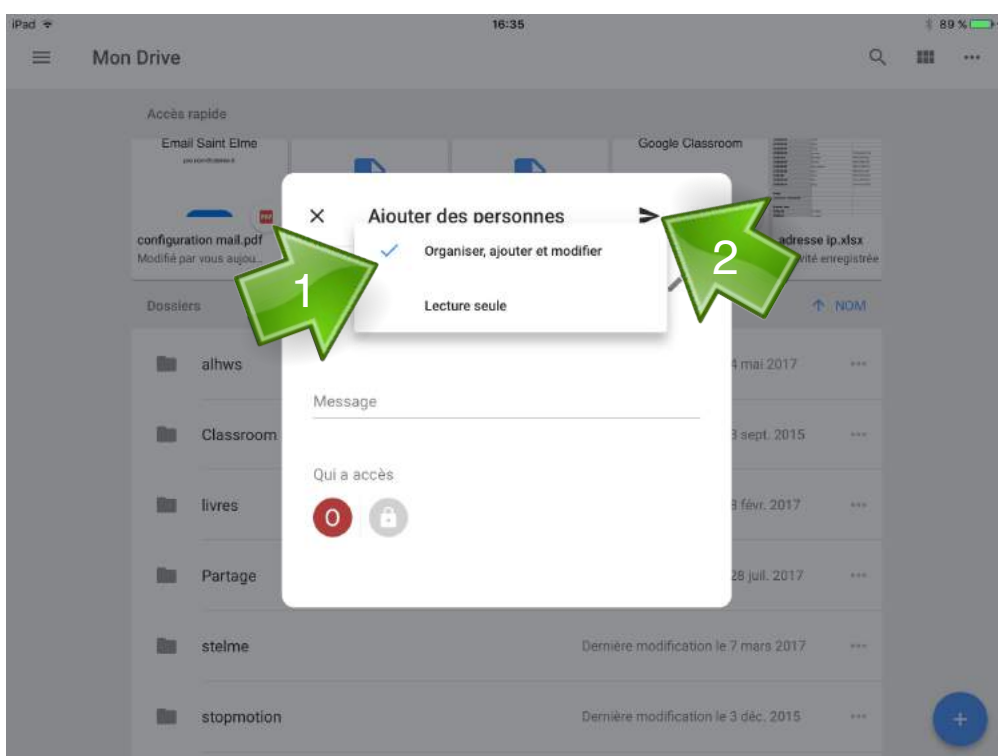 iPad 16:35 89 %
Mon Drive
Accès rapide
Email Saint Elme
Google Classroom
PDF
configuration mail.pdf
Modifié par vous aujou...
adresse ip.xlsx
enregistrée
Ajouter des personnes
1
2
Organiser, ajouter et modifier
Lecture seule
Dossiers
NOM
alhws 4 mai 2017
Message
Classroom sept. 2015
Qui a accès
livres févr. 2017
O
Partage 28 juil. 2017
stelme Dernière modification le 7 mars 2017
stopmotion Dernière modification le 3 déc. 2015